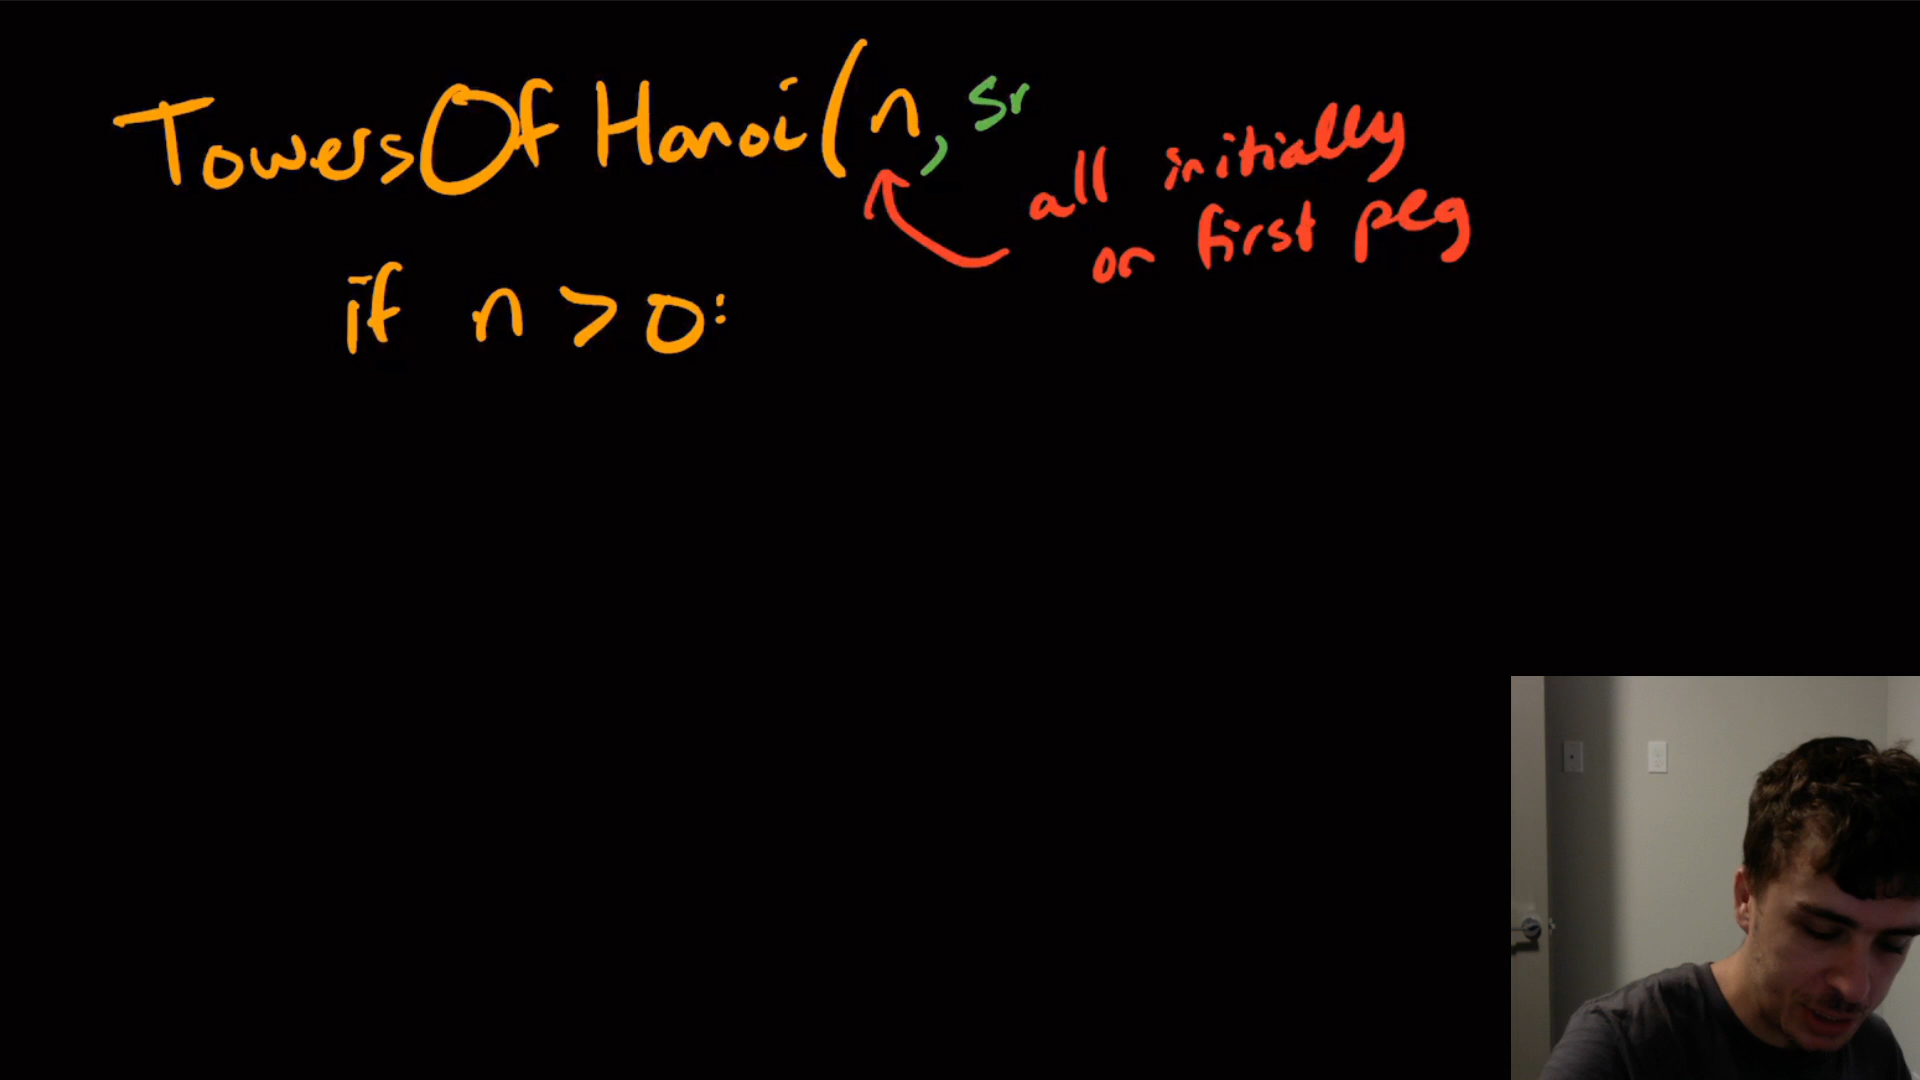 TowersOfHanoi(n, sr
all initially
on first peg
if n > 0: